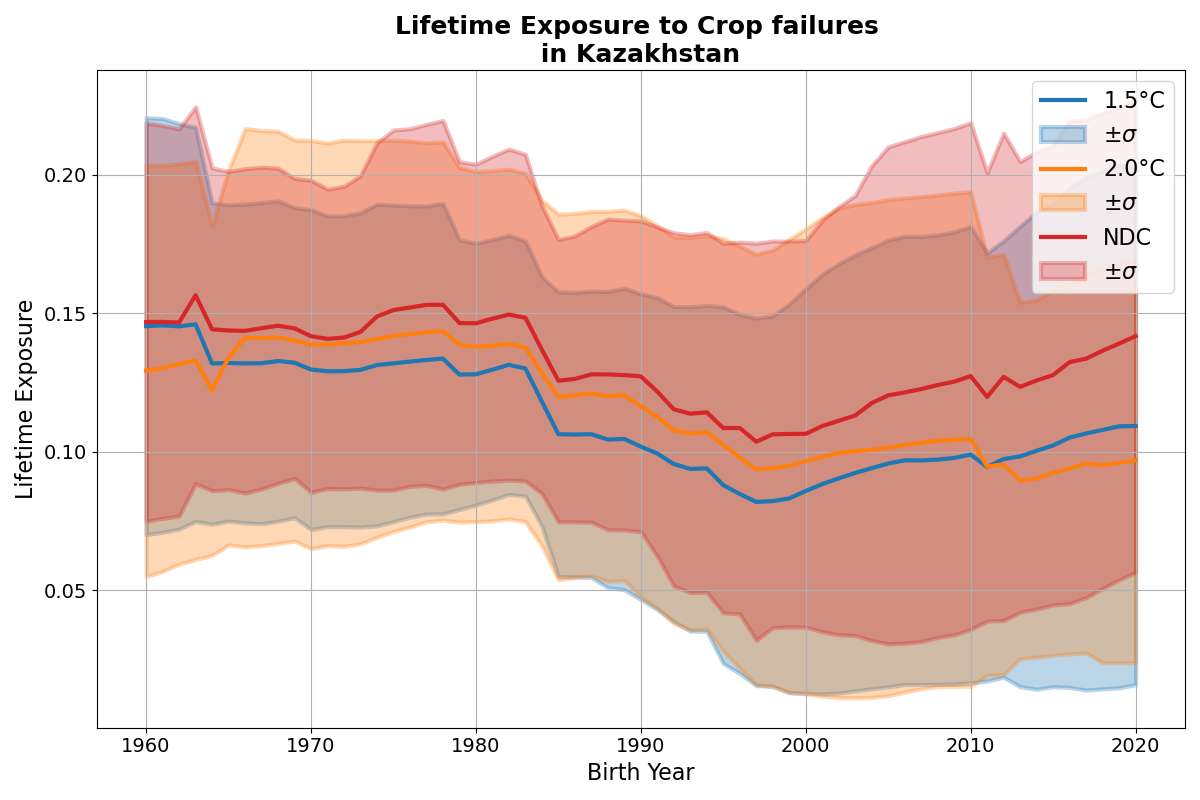 Lifetime Exposure to Crop failures
in Kazakhstan
Lifetime Exposure
0.20
0.15
0.10
0.05
1960
1970
1980
1990
2000
2010
2020
Birth Year
1.5°C
±σ
2.0°C
±σ
NDC
±σ